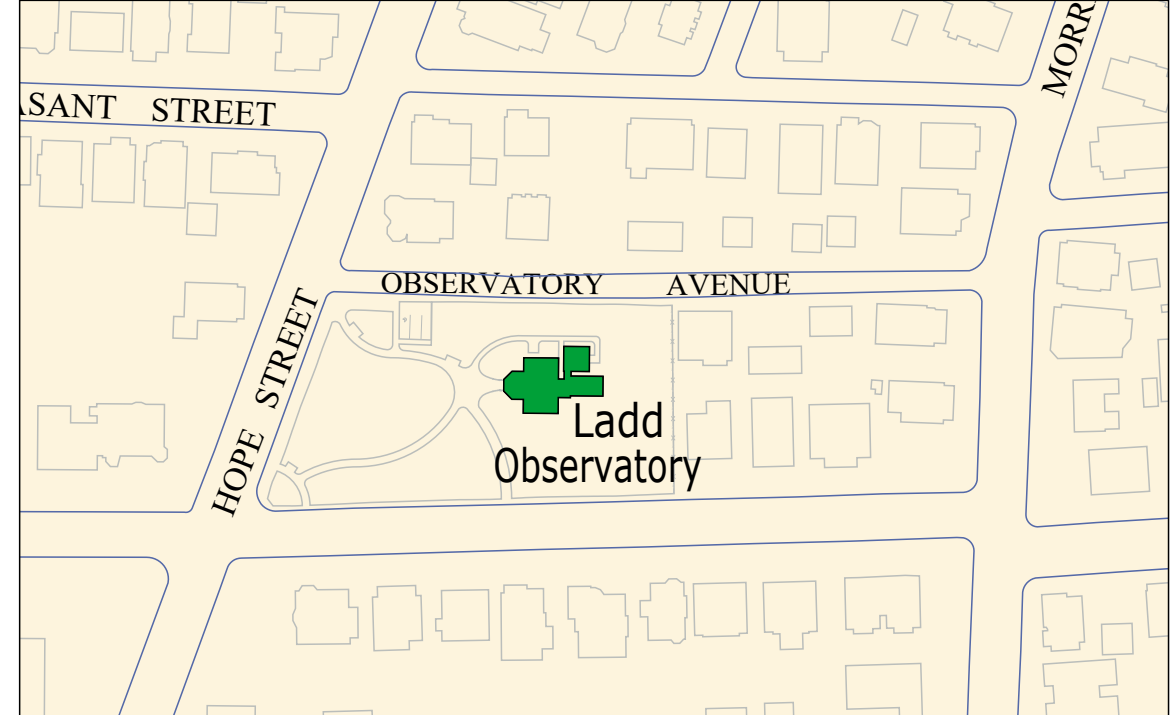 MORR
ASANT STREET
OBSERVATORY AVENUE
HOPE STREET
Ladd
Observatory